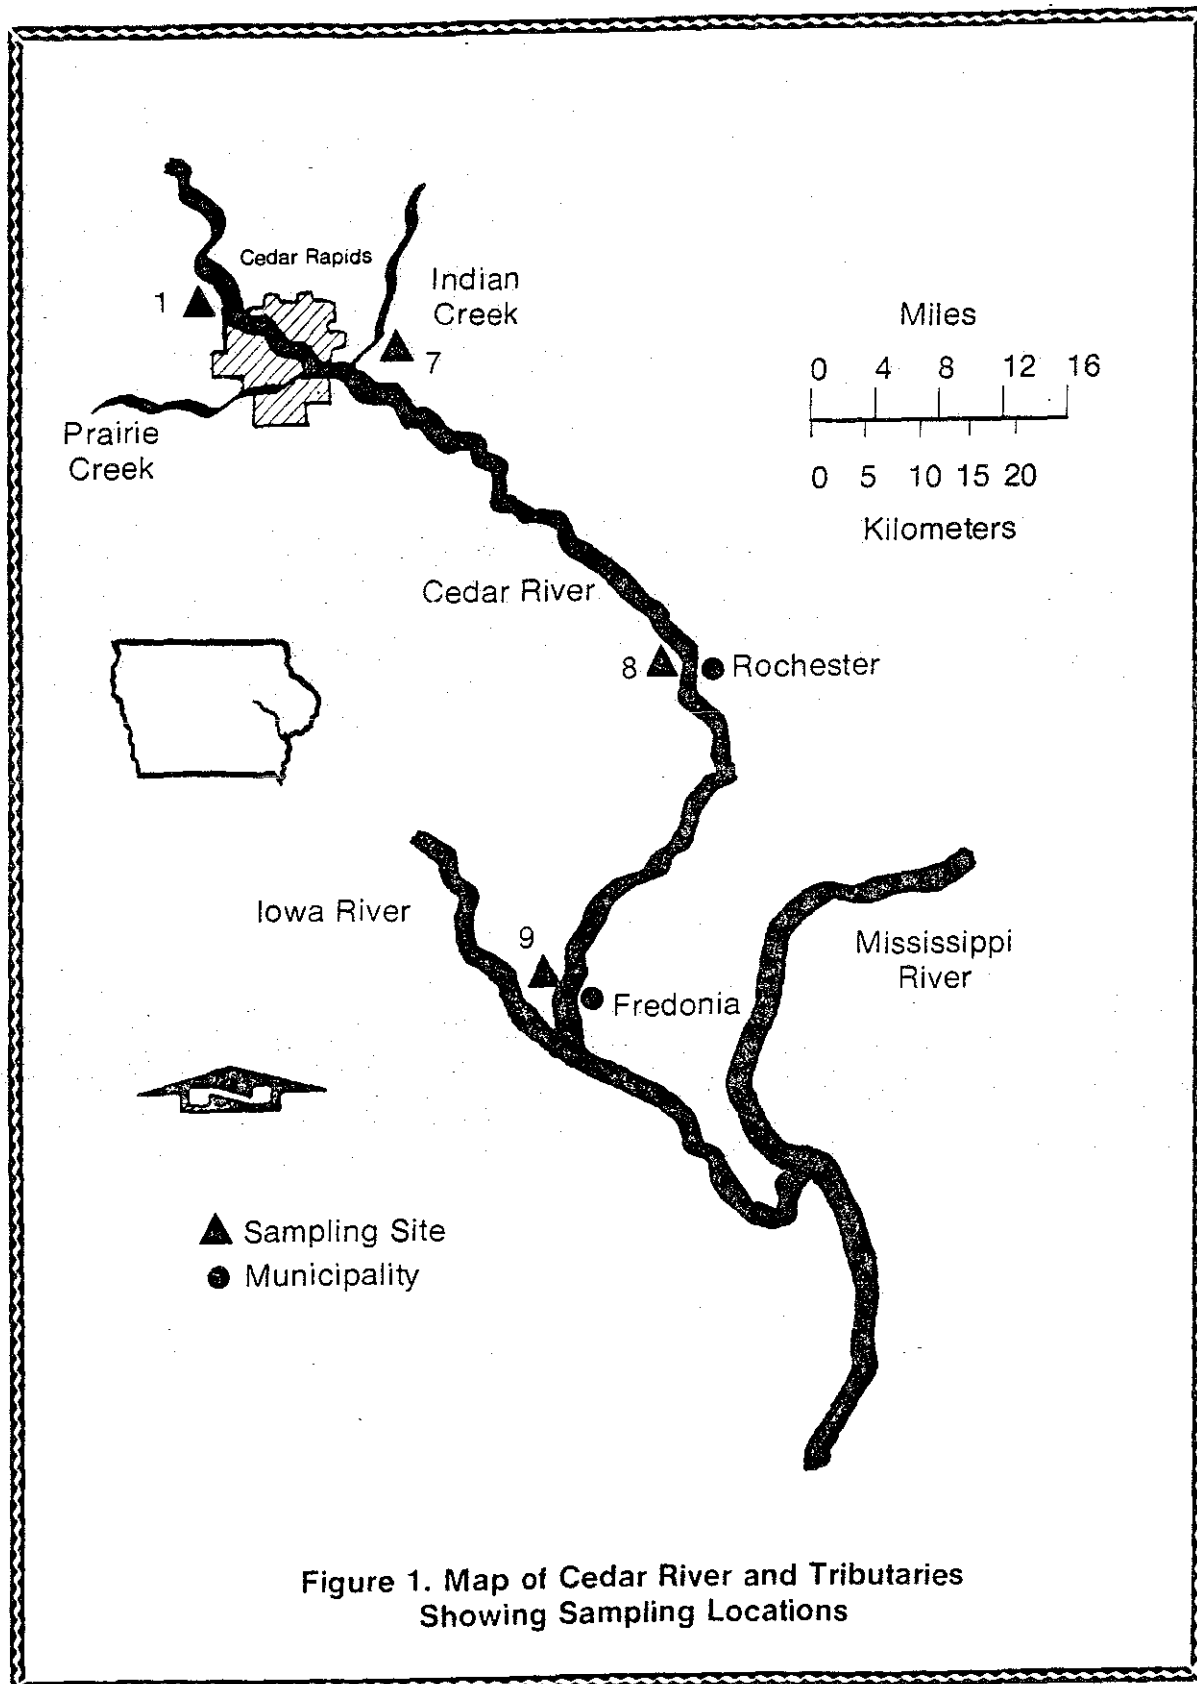 Cedar Rapids
Indian
Creek
1
7
Prairie
Creek
Miles
0 4 8 12 16
0 5 10 15 20
Kilometers
Cedar River
8
Rochester
Iowa River
9
Fredonia
Mississippi
River
Sampling Site
Municipality
Figure 1. Map of Cedar River and Tributaries
Showing Sampling Locations